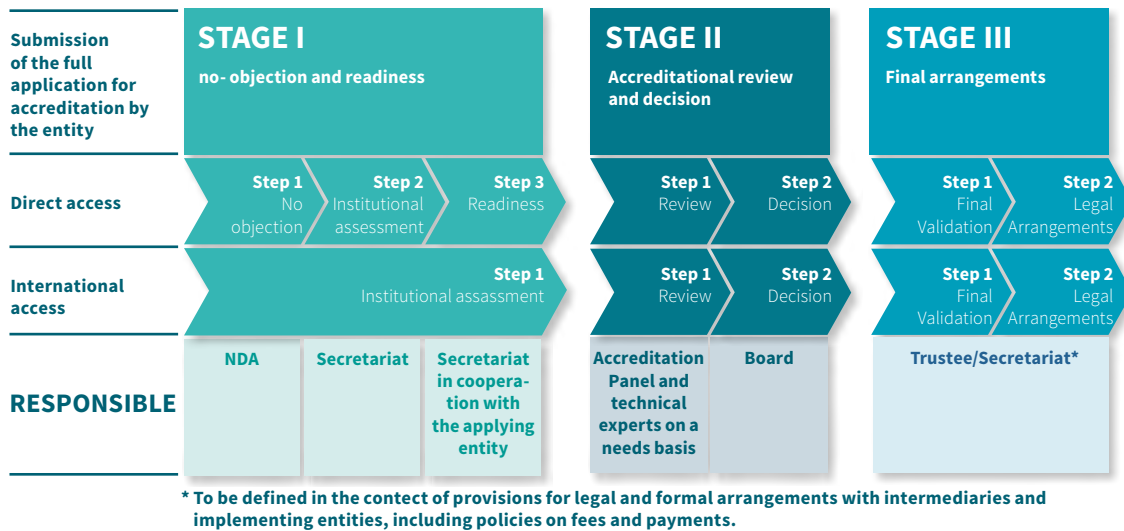 Submission
of the full
application for
accreditation by
the entity
STAGE I
no- objection and readiness
STAGE II
Accreditational review
and decision
STAGE III
Final arrangements
Direct access
Step 1
No
objection
Step 2
Institutional
assessment
Step 3
Readiness
Step 1
Review
Step 2
Decision
Step 1
Final
Validation
Step 2
Legal
Arrangements
International
access
Step 1
Institutional assassment
Step 1
Review
Step 2
Decision
Step 1
Final
Validation
Step 2
Legal
Arrangements
RESPONSIBLE
NDA
Secretariat
Secretariat
in coopera-
tion with
the applying
entity
Accreditation
Panel and
technical
experts on a
needs basis
Board
Trustee/Secretariat*
* To be defined in the contect of provisions for legal and formal arrangements with intermediaries and
implementing entities, including policies on fees and payments.